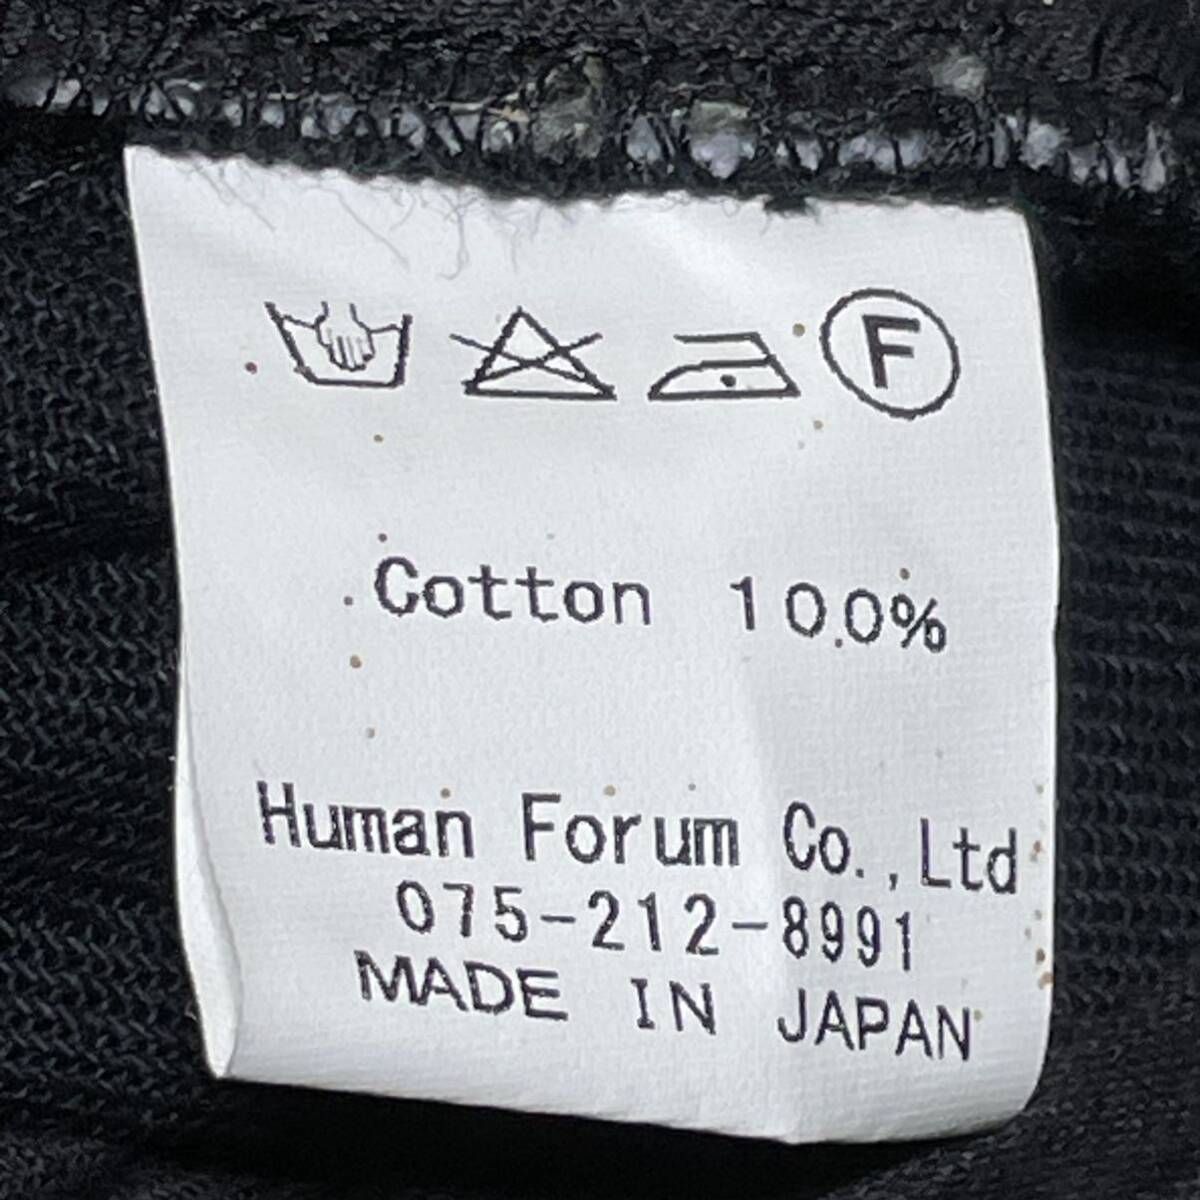 F
Cotton 100%
Human Forum Co.,Ltd
075-212-8991
MADE IN JAPAN